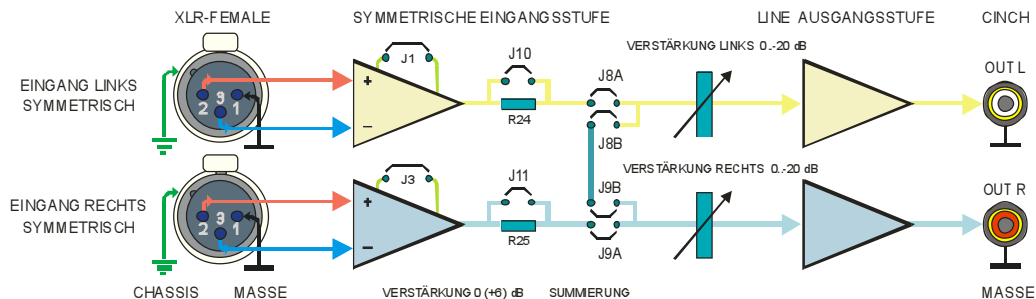 XLR-FEMALE SYMMETRISCHE EINGANGSSTUFE LINE AUSGANGSSTUFE CINCH
VERSTÄRKUNG LINKS 0..-20 dB
J1 J10
J8A
OUT L
EINGANG LINKS
SYMMETRISCH
+
–
2 3 1
R24
J8B
VERSTÄRKUNG RECHTS 0..-20 dB
J3 J11
J9B
OUT R
EINGANG RECHTS
SYMMETRISCH
+
–
2 3 1
R25
J9A
CHASSIS MASSE VERSTÄRKUNG 0 (+6) dB SUMMIERUNG MASSE